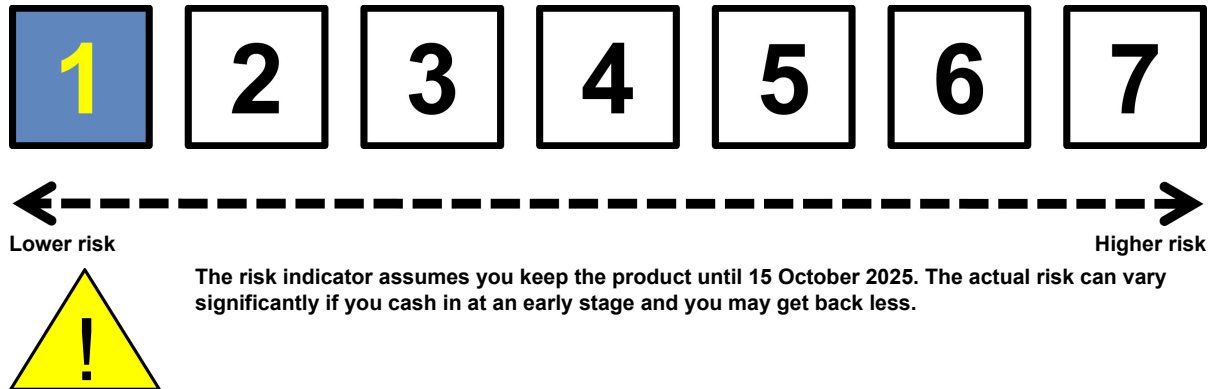 1 2 3 4 5 6 7
Lower risk Higher risk
The risk indicator assumes you keep the product until 15 October 2025. The actual risk can vary
significantly if you cash in at an early stage and you may get back less.
!